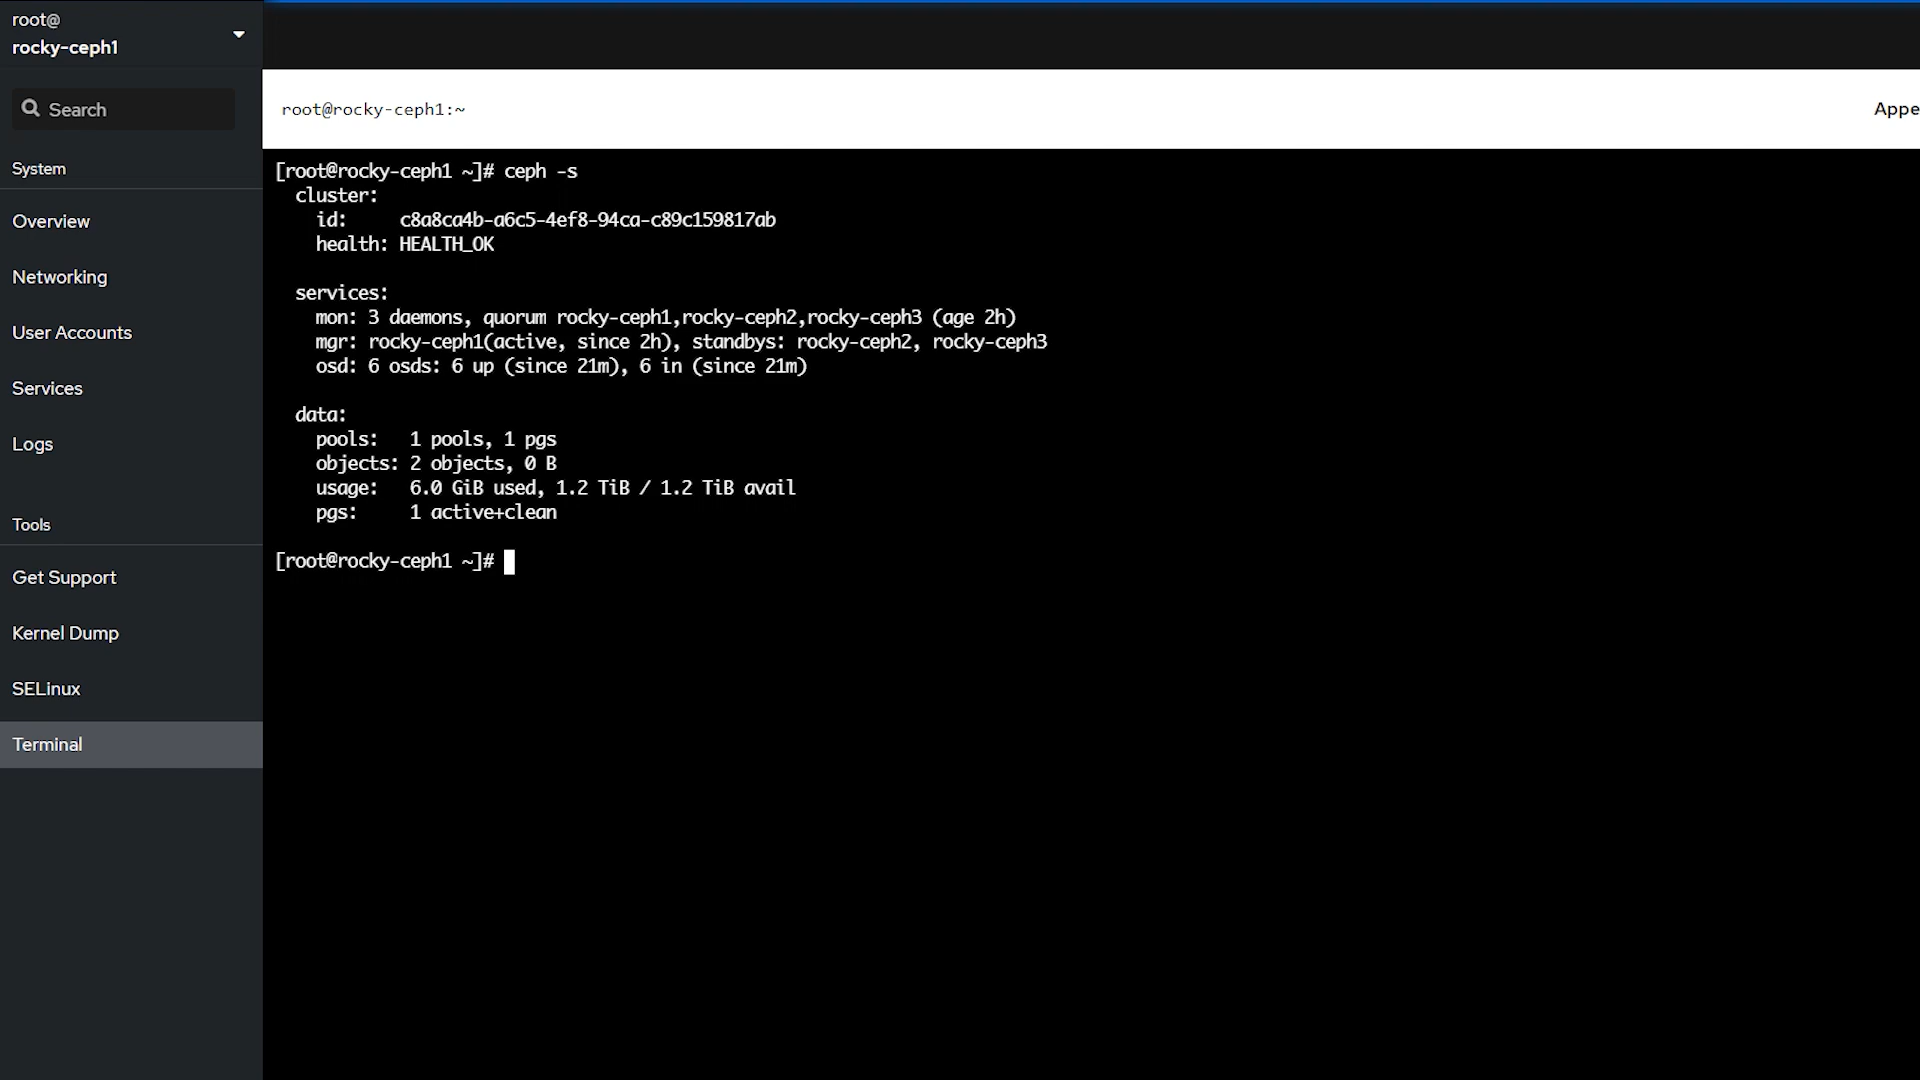 root@
rocky-ceph1
Search
System
Overview
Networking
User Accounts
Services
Logs
Tools
Get Support
Kernel Dump
SELinux
Terminal
root@rocky-ceph1:~
Appe
[root@rocky-ceph1 ~]# ceph -s
  cluster:
    id:     c8a8ca4b-a6c5-4ef8-94ca-c89c159817ab
    health: HEALTH_OK

  services:
    mon: 3 daemons, quorum rocky-ceph1,rocky-ceph2,rocky-ceph3 (age 2h)
    mgr: rocky-ceph1(active, since 2h), standbys: rocky-ceph2, rocky-ceph3
    osd: 6 osds: 6 up (since 21m), 6 in (since 21m)

  data:
    pools:   1 pools, 1 pgs
    objects: 2 objects, 0 B
    usage:   6.0 GiB used, 1.2 TiB / 1.2 TiB avail
    pgs:     1 active+clean

[root@rocky-ceph1 ~]#